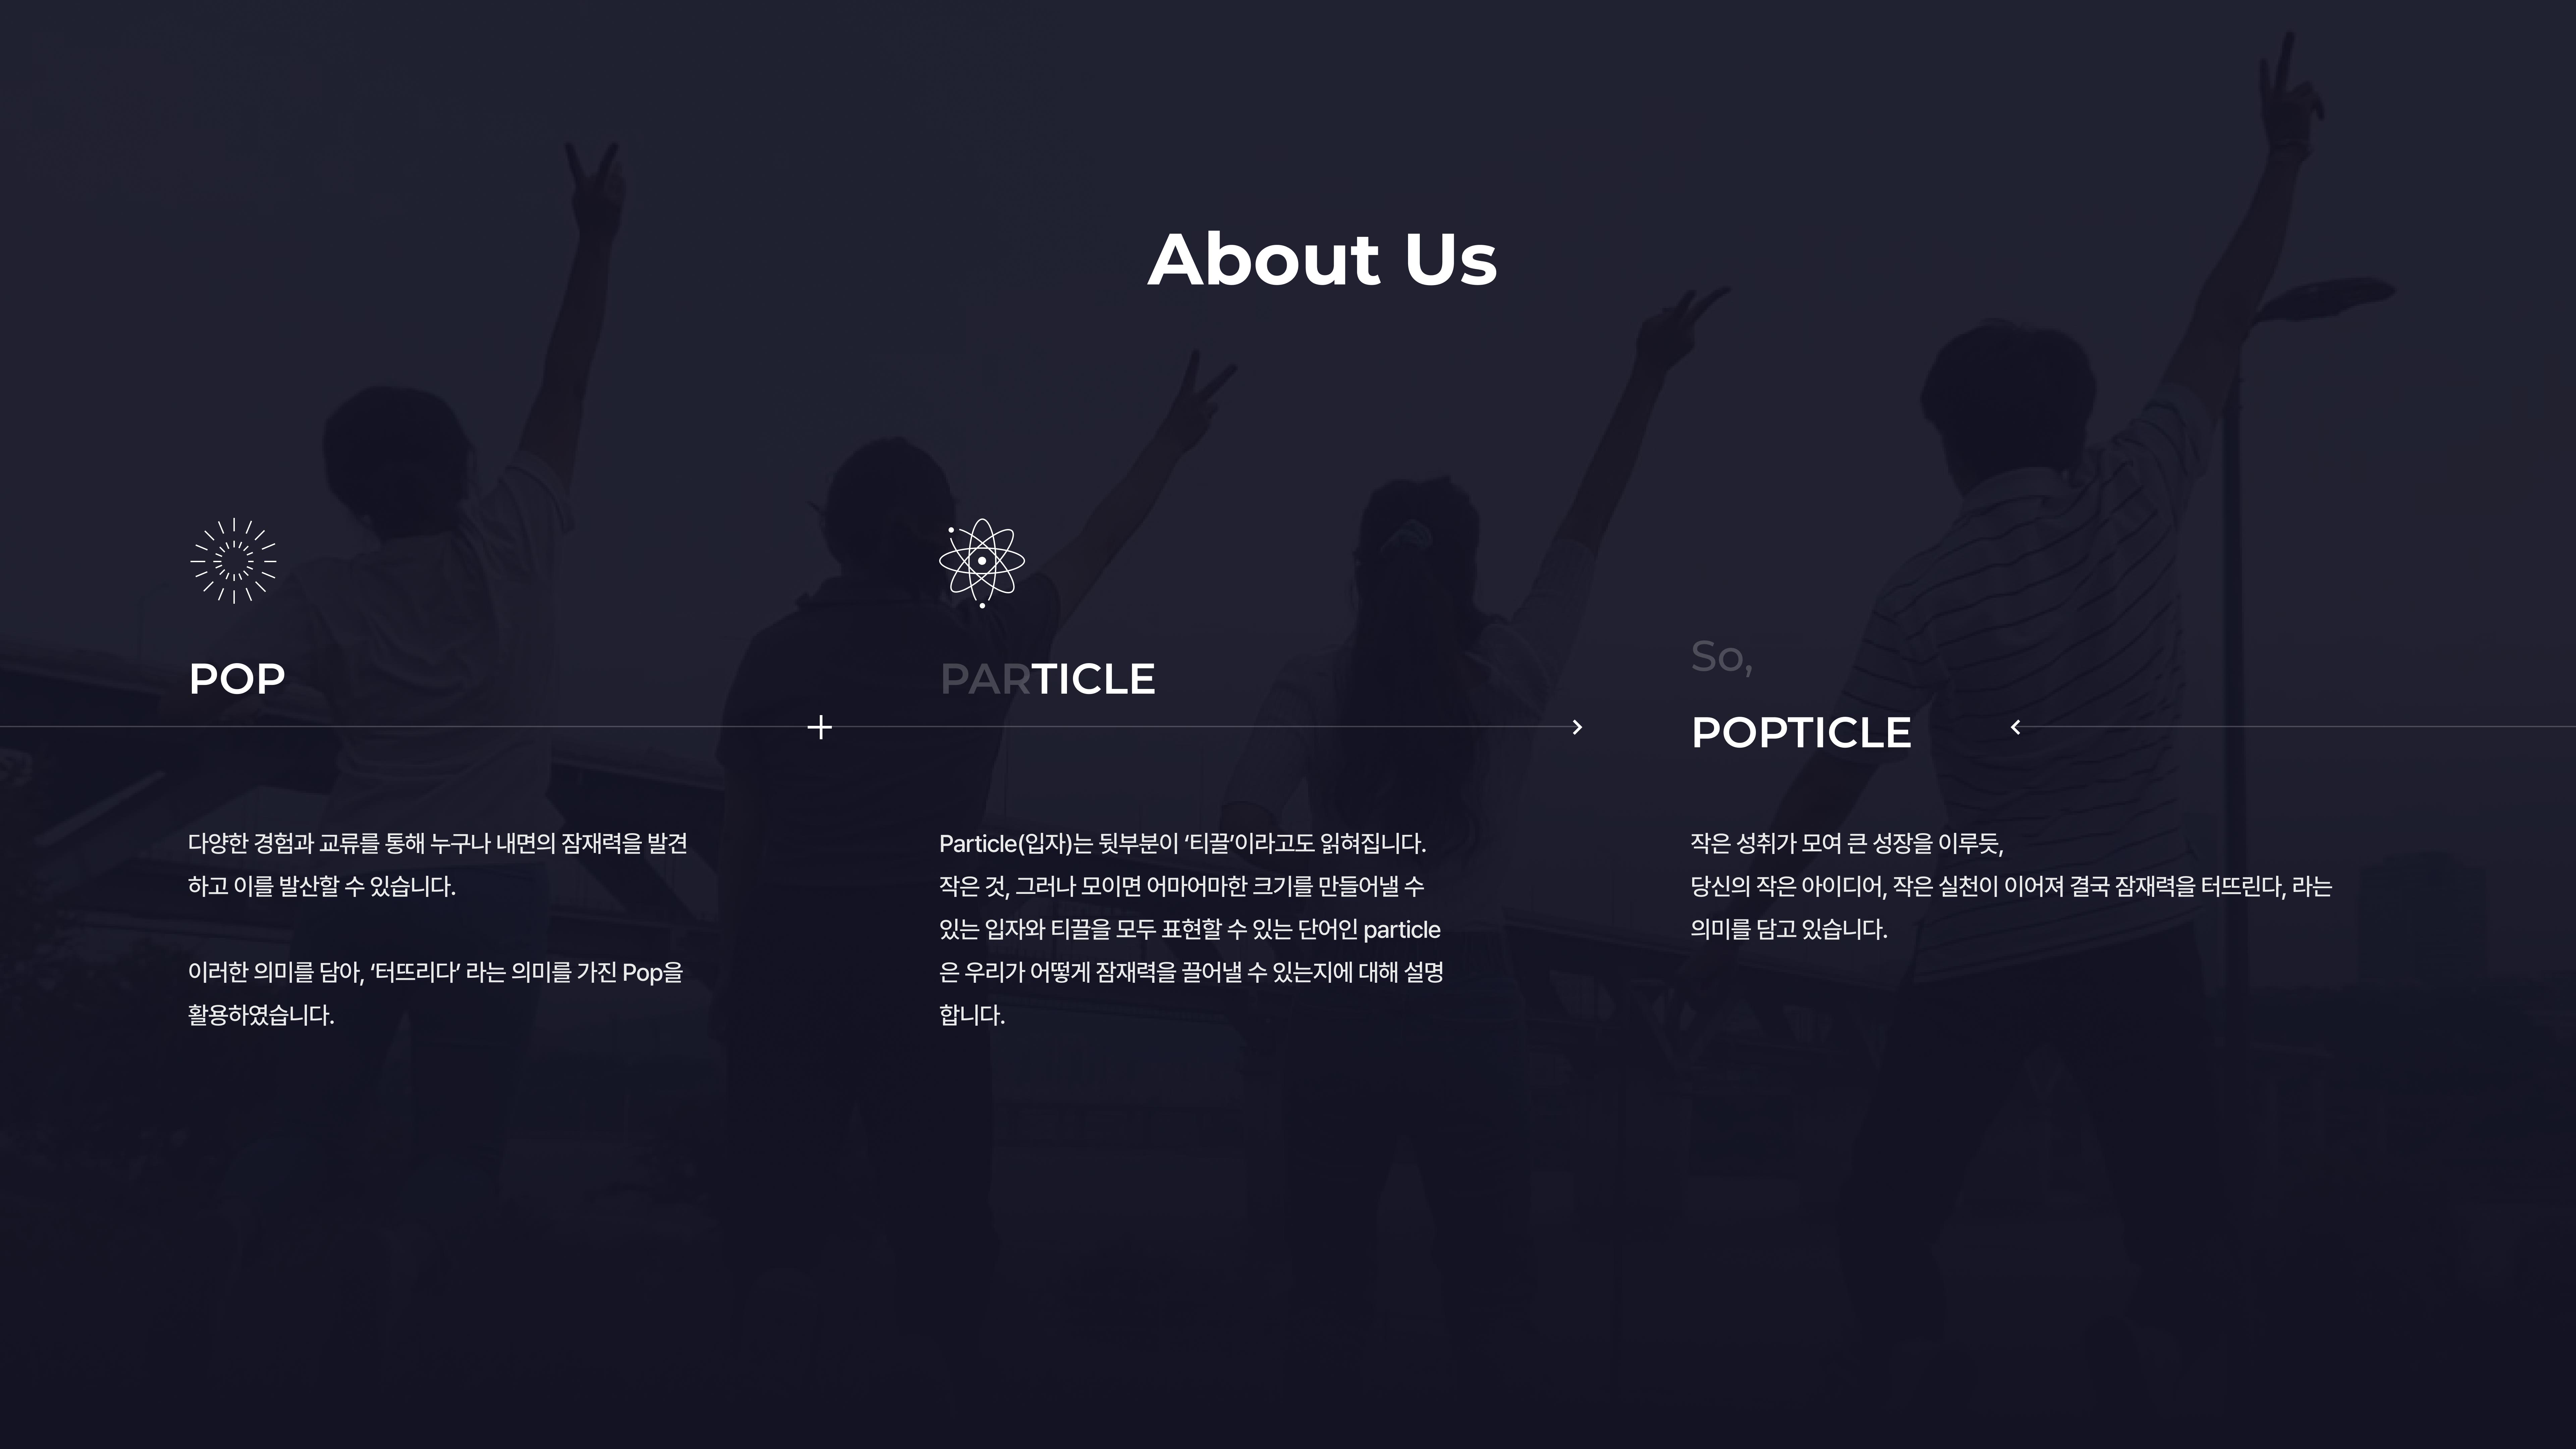 About Us
POP
다양한 경험과 교류를 통해 누구나 내면의 잠재력을 발견
하고 이를 발산할 수 있습니다.
이러한 의미를 담아, ‘터뜨리다’ 라는 의미를 가진 Pop을
활용하였습니다.
PARTICLE
Particle(입자)는 뒷부분이 ‘티끌’이라고도 읽혀집니다.
작은 것, 그러나 모이면 어마어마한 크기를 만들어낼 수
있는 입자와 티끌을 모두 표현할 수 있는 단어인 particle
은 우리가 어떻게 잠재력을 끌어낼 수 있는지에 대해 설명
합니다.
So,
POPTICLE
작은 성취가 모여 큰 성장을 이루듯,
당신의 작은 아이디어, 작은 실천이 이어져 결국 잠재력을 터뜨린다, 라는
의미를 담고 있습니다.